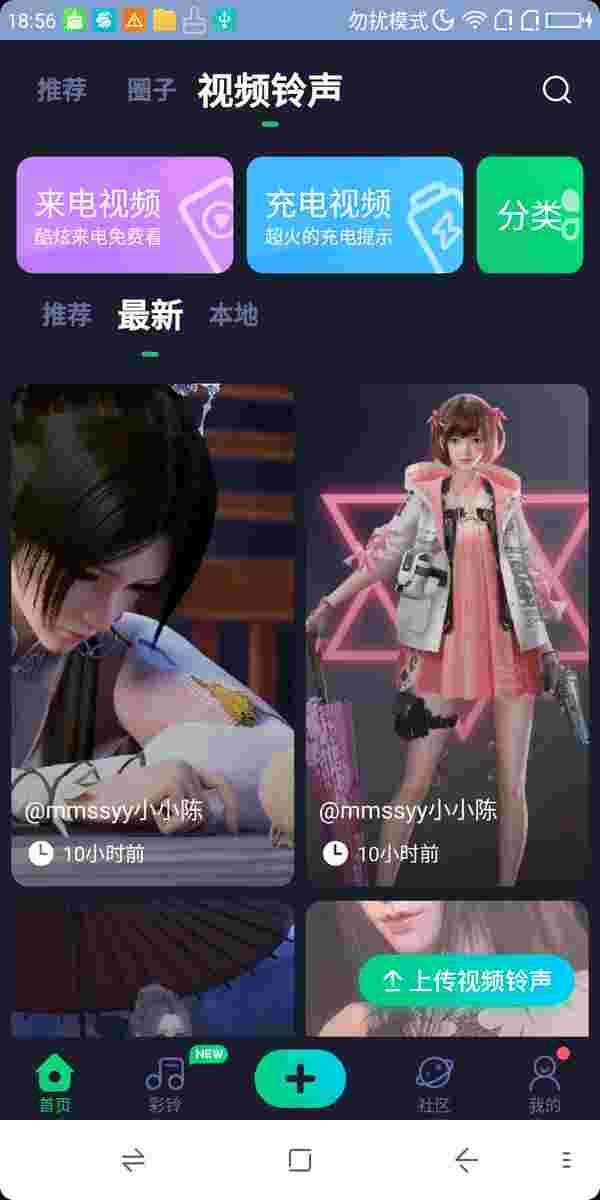 18:56 勿扰模式
推荐 圈子 视频铃声
来电视频
酷炫来电免费看
充电视频
超火的充电提示
分类
推荐 最新 本地
@mmssyy小小陈
10小时前
@mmssyy小小陈
10小时前
上传视频铃声
NEW
首页 彩铃 社区 我的